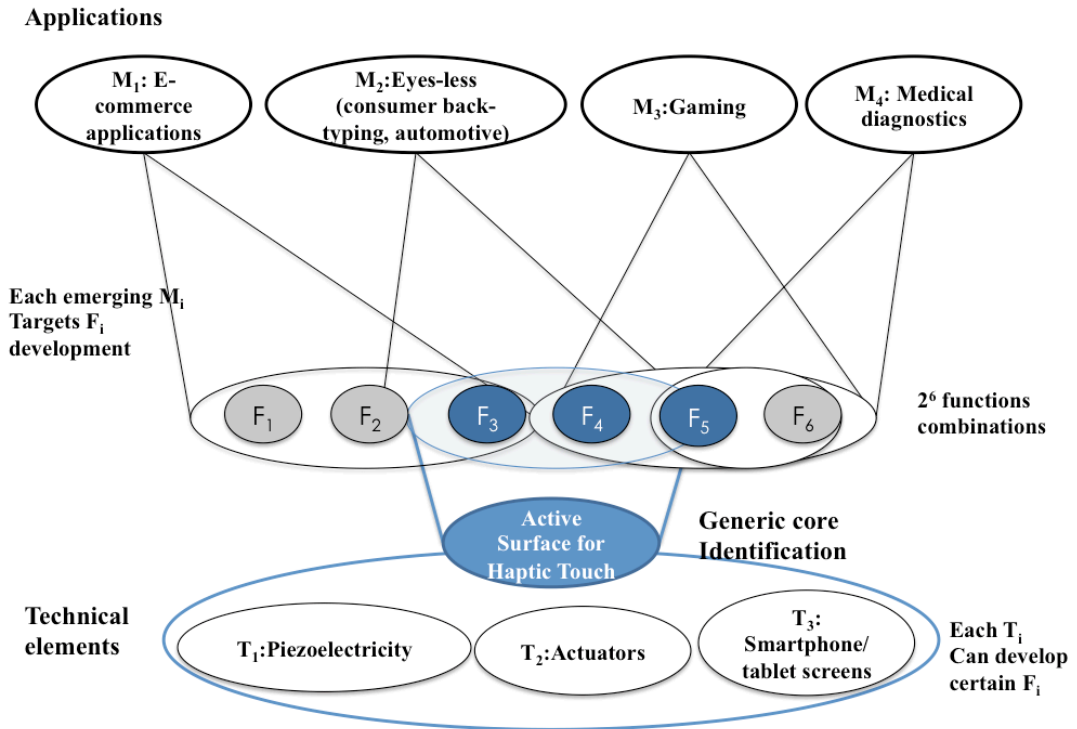 Applications
M₁: E-
commerce
applications
M₂:Eyes-less
(consumer back-
typing, automotive)
M₃:Gaming
M₄: Medical
diagnostics
Each emerging Mᵢ
Targets Fᵢ
development
F₁
F₂
F₃
F₄
F₅
F₆
2⁶ functions
combinations
Active
Surface for
Haptic Touch
Generic core
Identification
Technical
elements
T₁:Piezoelectricity
T₂:Actuators
T₃:
Smartphone/
tablet screens
Each Tᵢ
Can develop
certain Fᵢ